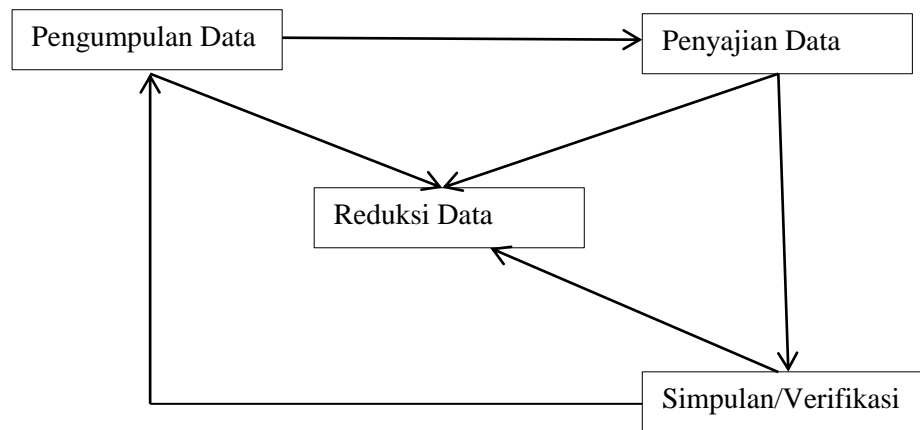 Pengumpulan Data
Penyajian Data
Reduksi Data
Simpulan/Verifikasi